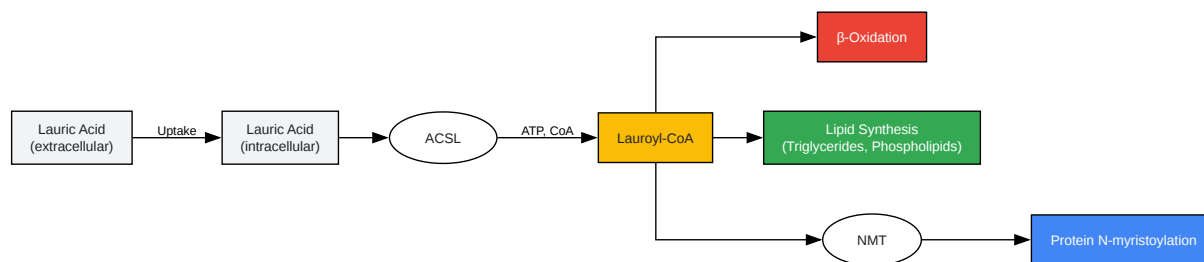 β-Oxidation
Lauric Acid
(extracellular)
Uptake
Lauric Acid
(intracellular)
ACSL
ATP, CoA
Lauroyl-CoA
Lipid Synthesis
(Triglycerides, Phospholipids)
NMT
Protein N-myristoylation